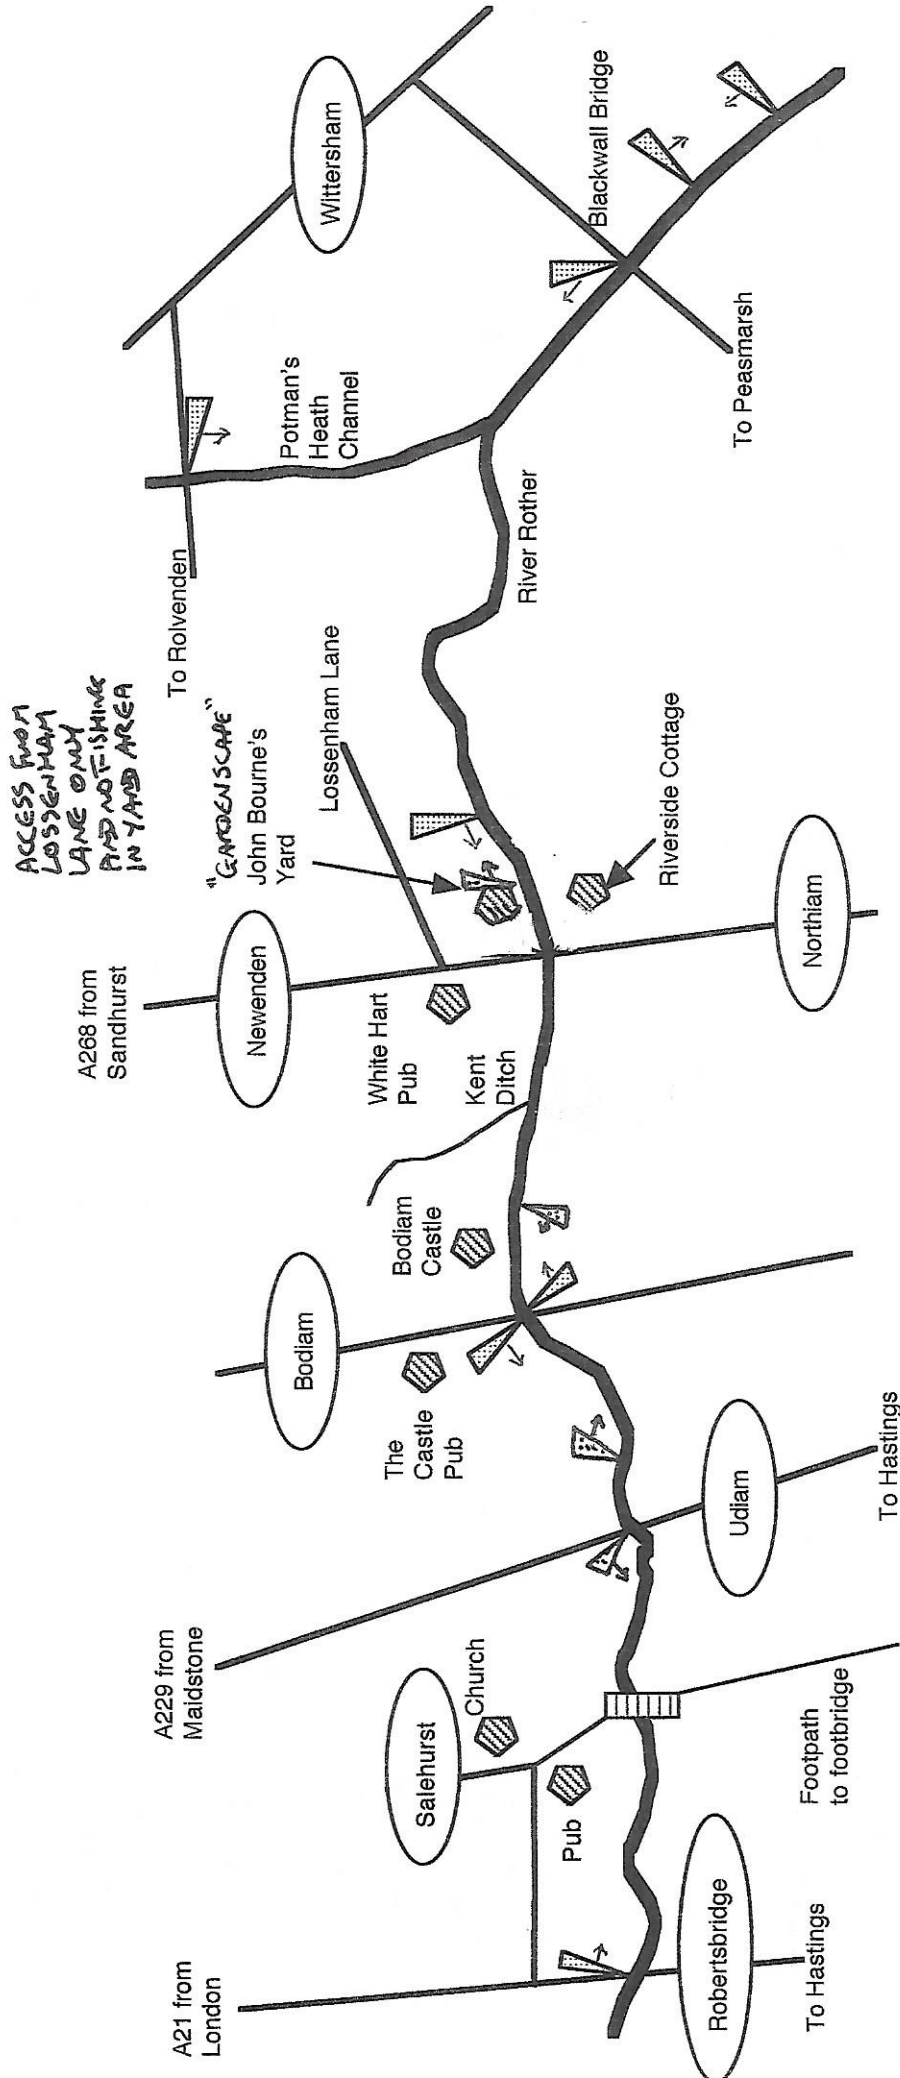 A21 from
London
Robertsbridge
To Hastings
Salehurst
Church
Pub
Footpath
to footbridge
A229 from
Maidstone
Udiam
To Hastings
Bodiam
The
Castle
Pub
Bodiam
Castle
Kent
Ditch
A268 from
Sandhurst
Newenden
White Hart
Pub
Northiam
ACCESS FROM
LOSSENHAM
LANE ONLY
AND NO FISHING
IN YARD AREA
"GARDENSCAPE"
John Bourne's
Yard
Lossenham Lane
Riverside Cottage
River Rother
To Rolvenden
Potman's
Heath
Channel
Wittersham
Blackwall Bridge
To Peasmarsh